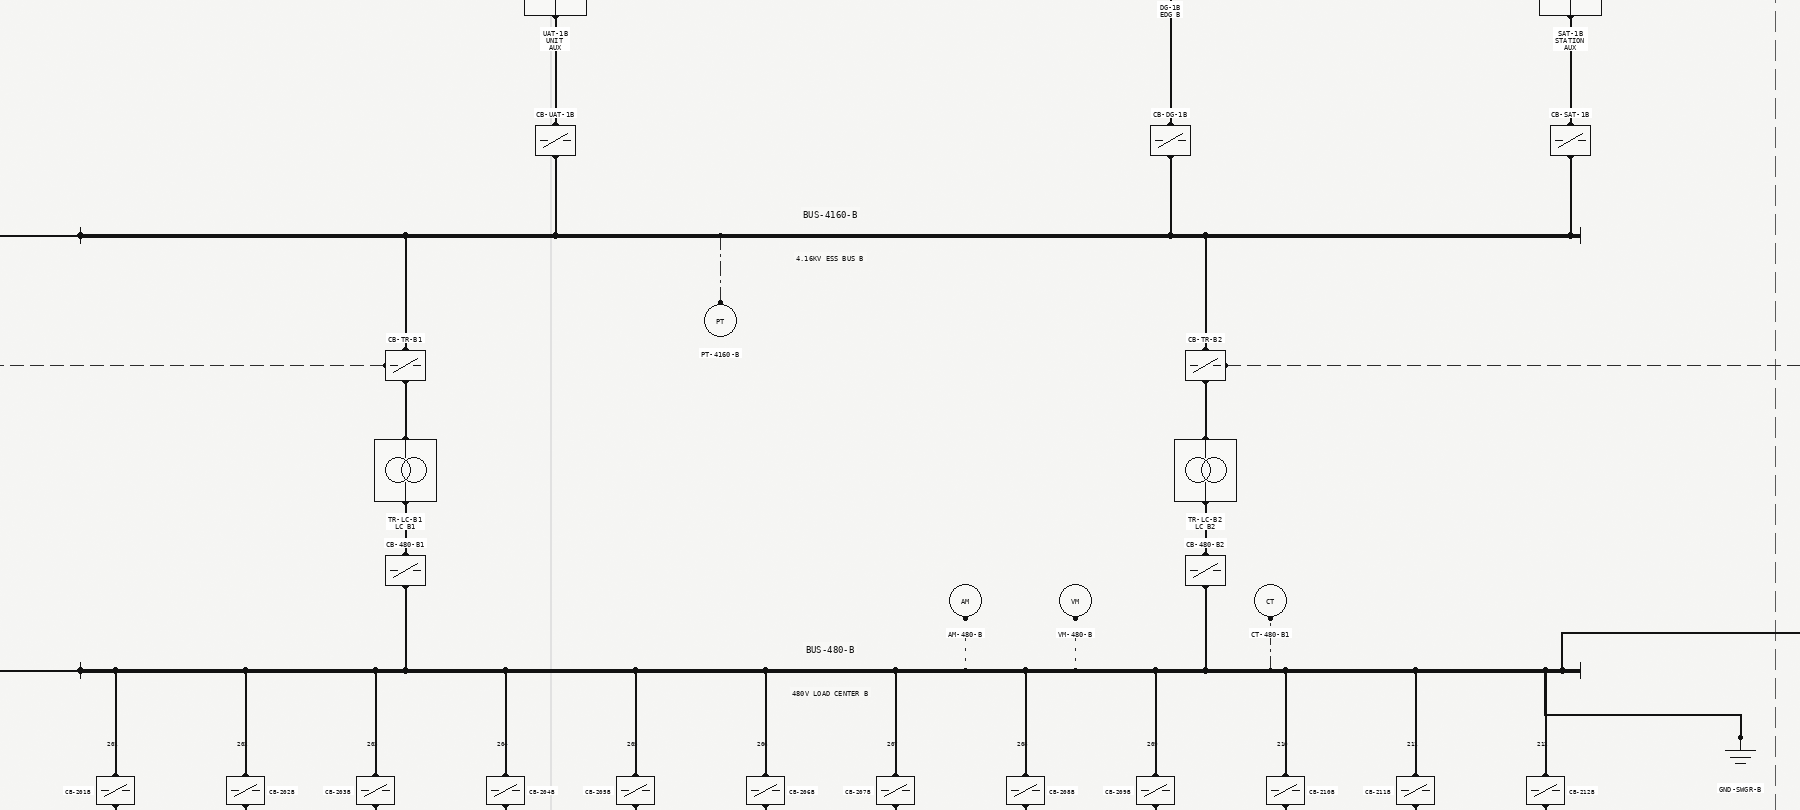 DG-1B
EDG B
UAT-1B
UNIT
AUX
SAT-1B
STATION
AUX
CB-UAT-1B
CB-DG-1B
CB-SAT-1B
BUS-4160-B
4.16KV ESS BUS B
PT
CB-TR-B1
CB-TR-B2
PT-4160-B
TR-LC-B1
LC B1
TR-LC-B2
LC B2
CB-480-B1
CB-480-B2
AM
VM
CT
AM-480-B
VM-480-B
CT-480-B1
BUS-480-B
480V LOAD CENTER B
CB-201B
CB-202B
CB-203B
CB-204B
CB-205B
CB-206B
CB-207B
CB-208B
CB-209B
CB-210B
CB-211B
CB-212B
GND-SWGR-B